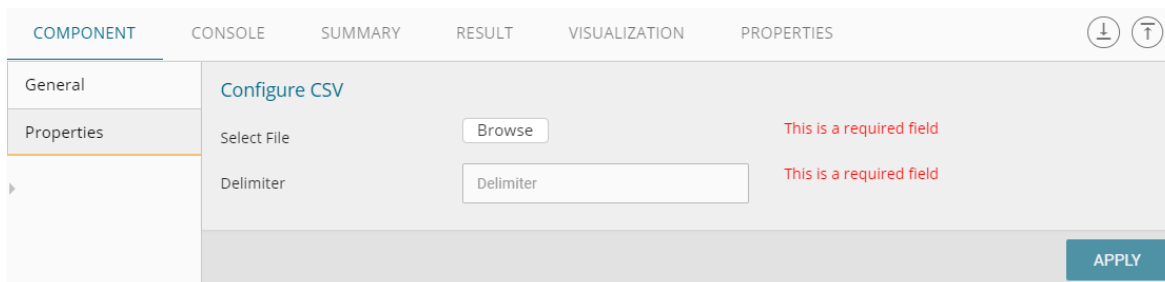 COMPONENT CONSOLE SUMMARY RESULT VISUALIZATION PROPERTIES
General
Properties
Configure CSV
Select File Browse This is a required field
Delimiter Delimiter This is a required field
APPLY